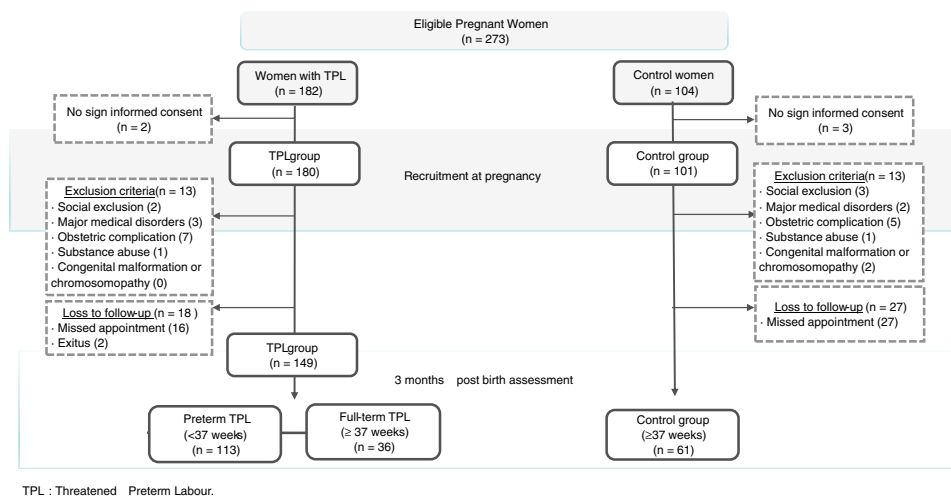 Eligible Pregnant Women
(n = 273)
Women with TPL
(n = 182)
Control women
(n = 104)
No sign informed consent
(n = 2)
No sign informed consent
(n = 3)
TPLgroup
(n = 180)
Recruitment at pregnancy
Control group
(n = 101)
Exclusion criteria(n = 13)
· Social exclusion (2)
· Major medical disorders (3)
· Obstetric complication (7)
· Substance abuse (1)
· Congenital malformation or
chromosomopathy (0)
Exclusion criteria(n = 13)
· Social exclusion (3)
· Major medical disorders (2)
· Obstetric complication (5)
· Substance abuse (1)
· Congenital malformation or
chromosomopathy (2)
Loss to follow-up (n = 18 )
· Missed appointment (16)
· Exitus (2)
Loss to follow-up (n = 27)
· Missed appointment (27)
TPLgroup
(n = 149)
3 months post birth assessment
Preterm TPL
(<37 weeks)
n = 113)
Full-term TPL
(≥ 37 weeks)
n = 36)
Control group
(≥37 weeks)
(n = 61)
TPL : Threatened Preterm Labour.